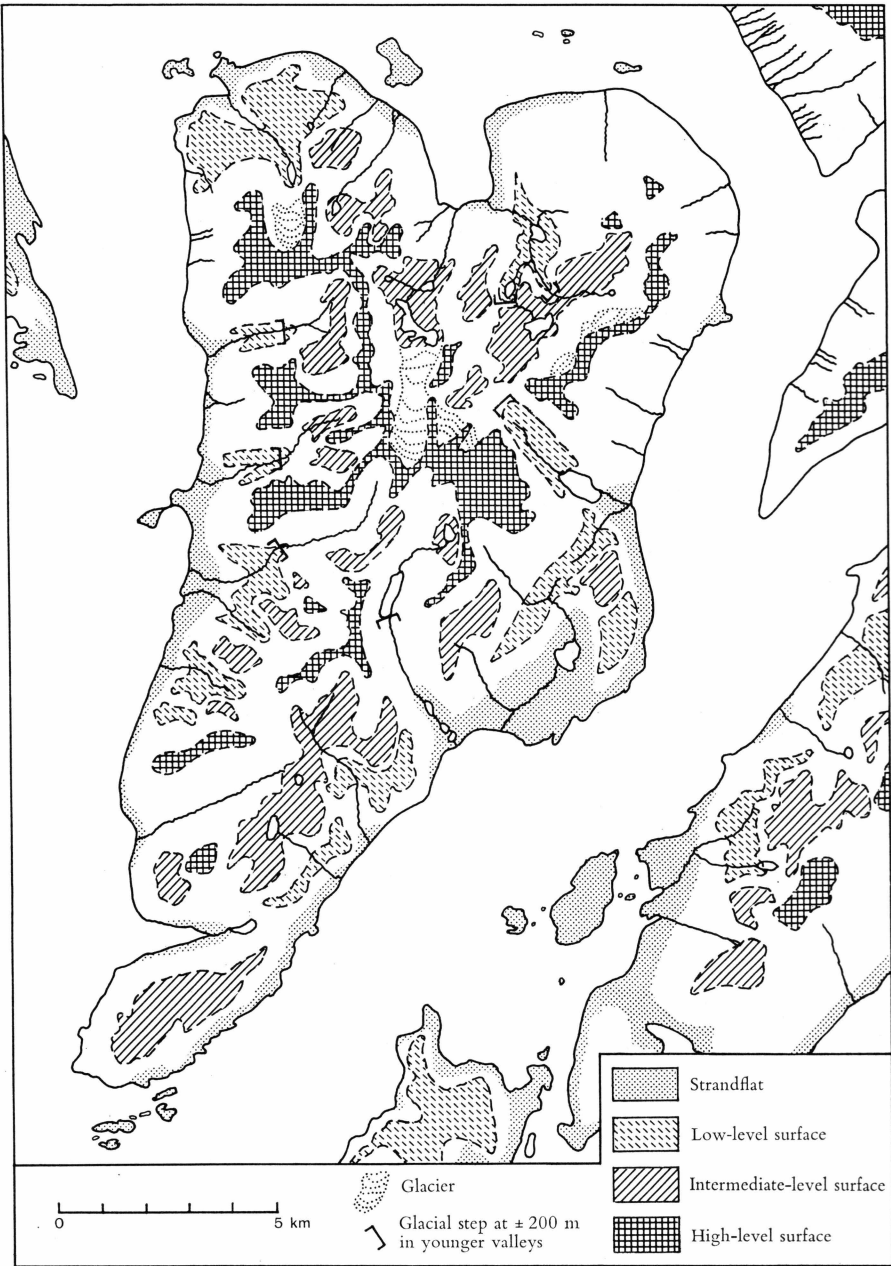 Strandflat
Low-level surface
Intermediate-level surface
High-level surface
Glacier
Glacial step at ± 200 m
in younger valleys
0 5 km